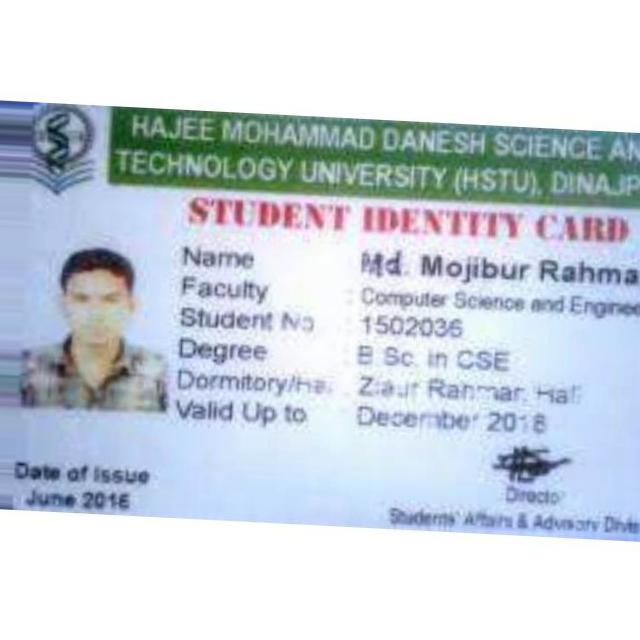 HAJEE MOHAMMAD DANESH SCIENCE AN
TECHNOLOGY UNIVERSITY (HSTU), DINAJP
STUDENT IDENTITY CARD
Name Md. Mojibur Rahma
Faculty : Computer Science and Enginee
Student No : 1502036
Degree : B Sc. in CSE
Dormitory/Ha. : Ziaur Rahman Hall
Valid Up to December 2018
Date of Issue
June 2016
Director
Students' Affairs & Advisory Divis